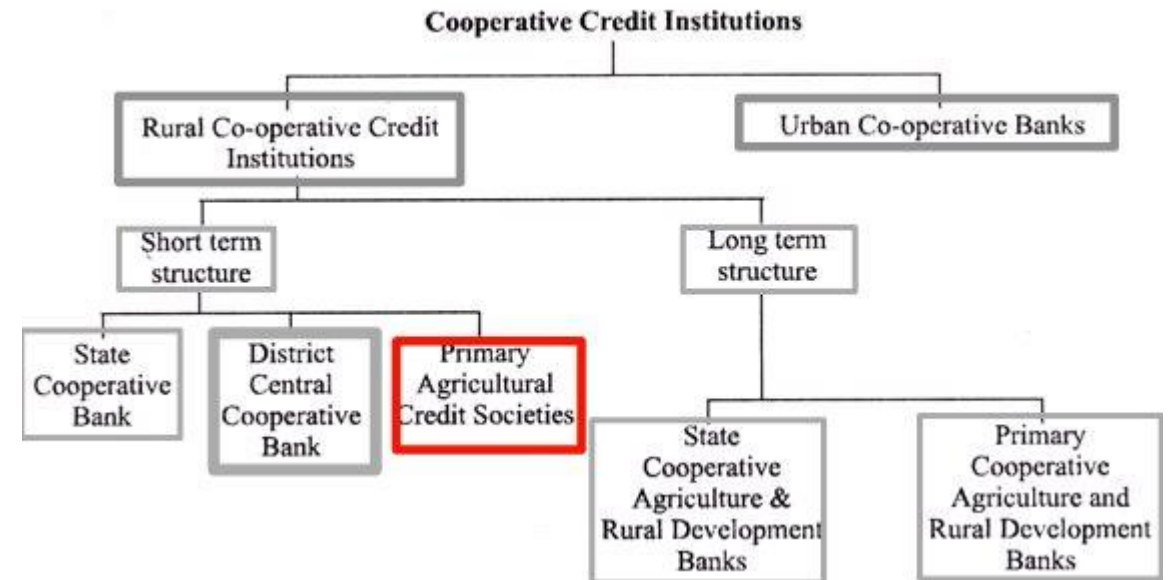 Cooperative Credit Institutions
Rural Co-operative Credit
Institutions
Urban Co-operative Banks
Short term
structure
Long term
structure
State
Cooperative
Bank
District
Central
Cooperative
Bank
Primary
Agricultural
Credit Societies
State
Cooperative
Agriculture &
Rural Development
Banks
Primary
Cooperative
Agriculture and
Rural Development
Banks